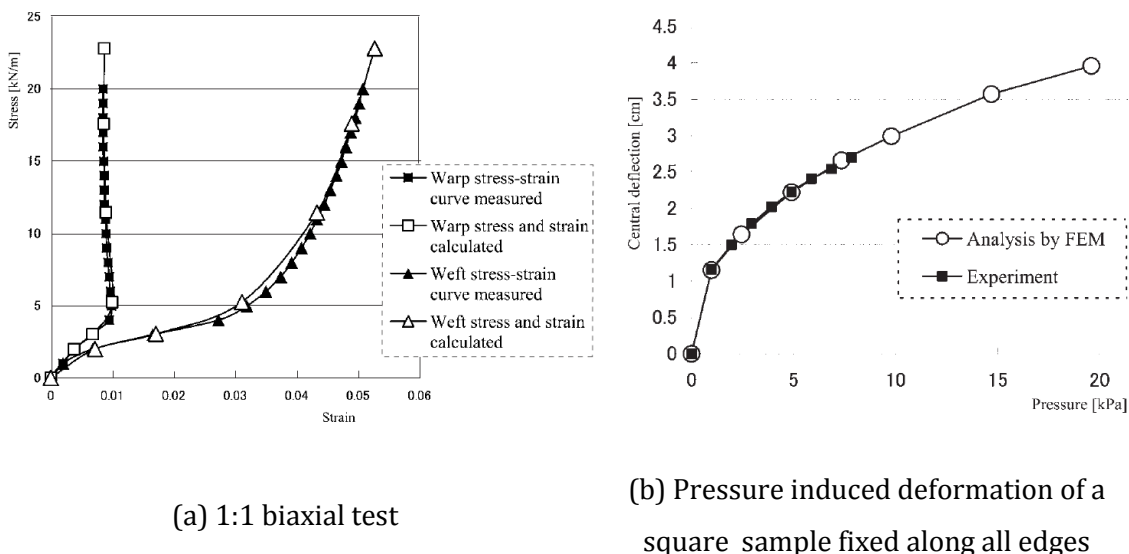 Stress [kN/m]
25
20
15
10
5
0
0
0.01
0.02
0.03
0.04
0.05
0.06
Strain
Warp stress-strain
curve measured
Warp stress and strain
calculated
Weft stress-strain
curve measured
Weft stress and strain
calculated
(a) 1:1 biaxial test
Central deflection [cm]
4.5
4
3.5
3
2.5
2
1.5
1
0.5
0
0
5
10
15
20
Pressure [kPa]
Analysis by FEM
Experiment
(b) Pressure induced deformation of a
square sample fixed along all edges